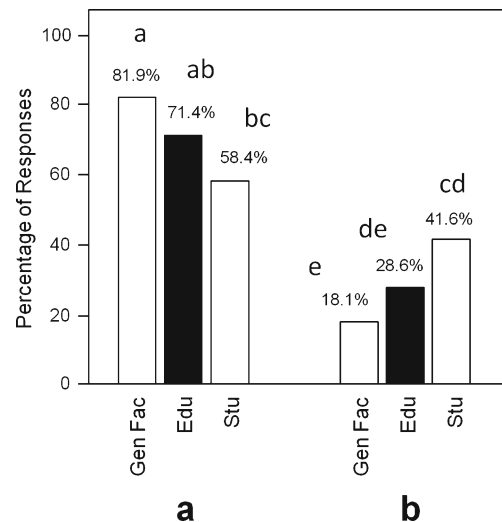 Percentage of Responses
100
80
60
40
20
0
a
81.9%
ab
71.4%
bc
58.4%
e
18.1%
de
28.6%
cd
41.6%
Gen Fac
Edu
Stu
Gen Fac
Edu
Stu
a
b